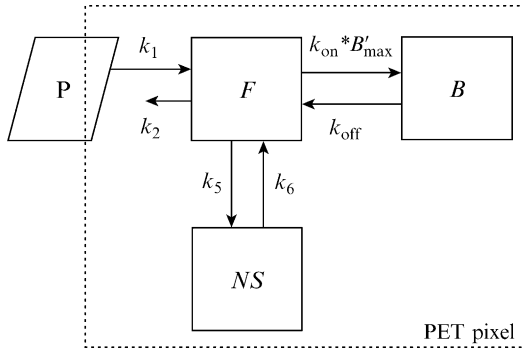 k₁
kₒₙ*B′ₘₐₓ
P
F
B
k₂
kₒff
k₅
k₆
NS
PET pixel